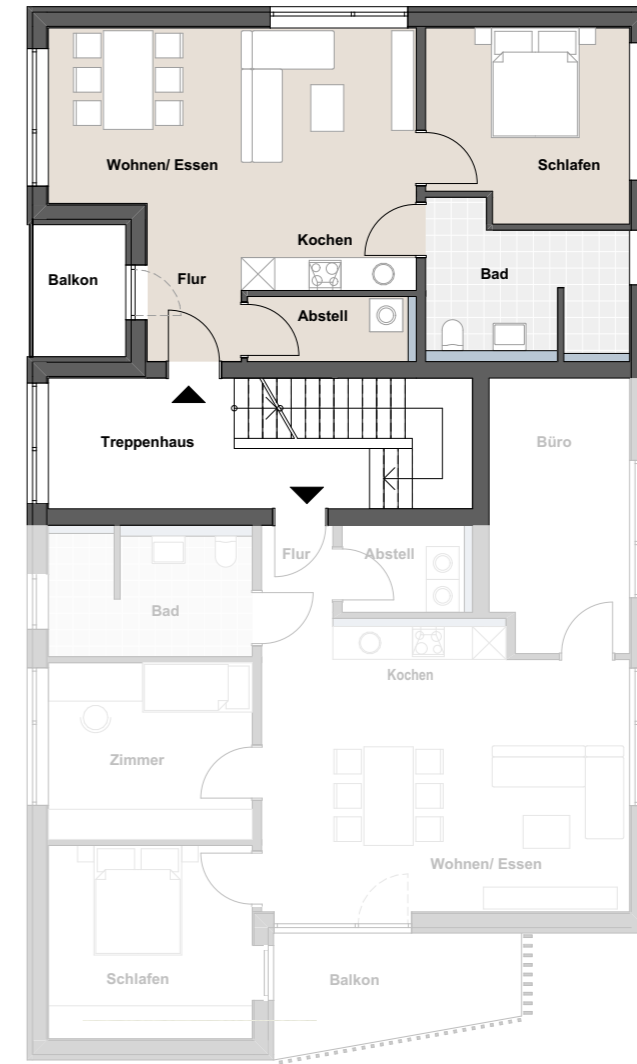 Wohnen/ Essen
Schlafen
Kochen
Balkon
Flur
Bad
Abstell
Treppenhaus
Büro
Flur
Abstell
Bad
Kochen
Zimmer
Wohnen/ Essen
Schlafen
Balkon